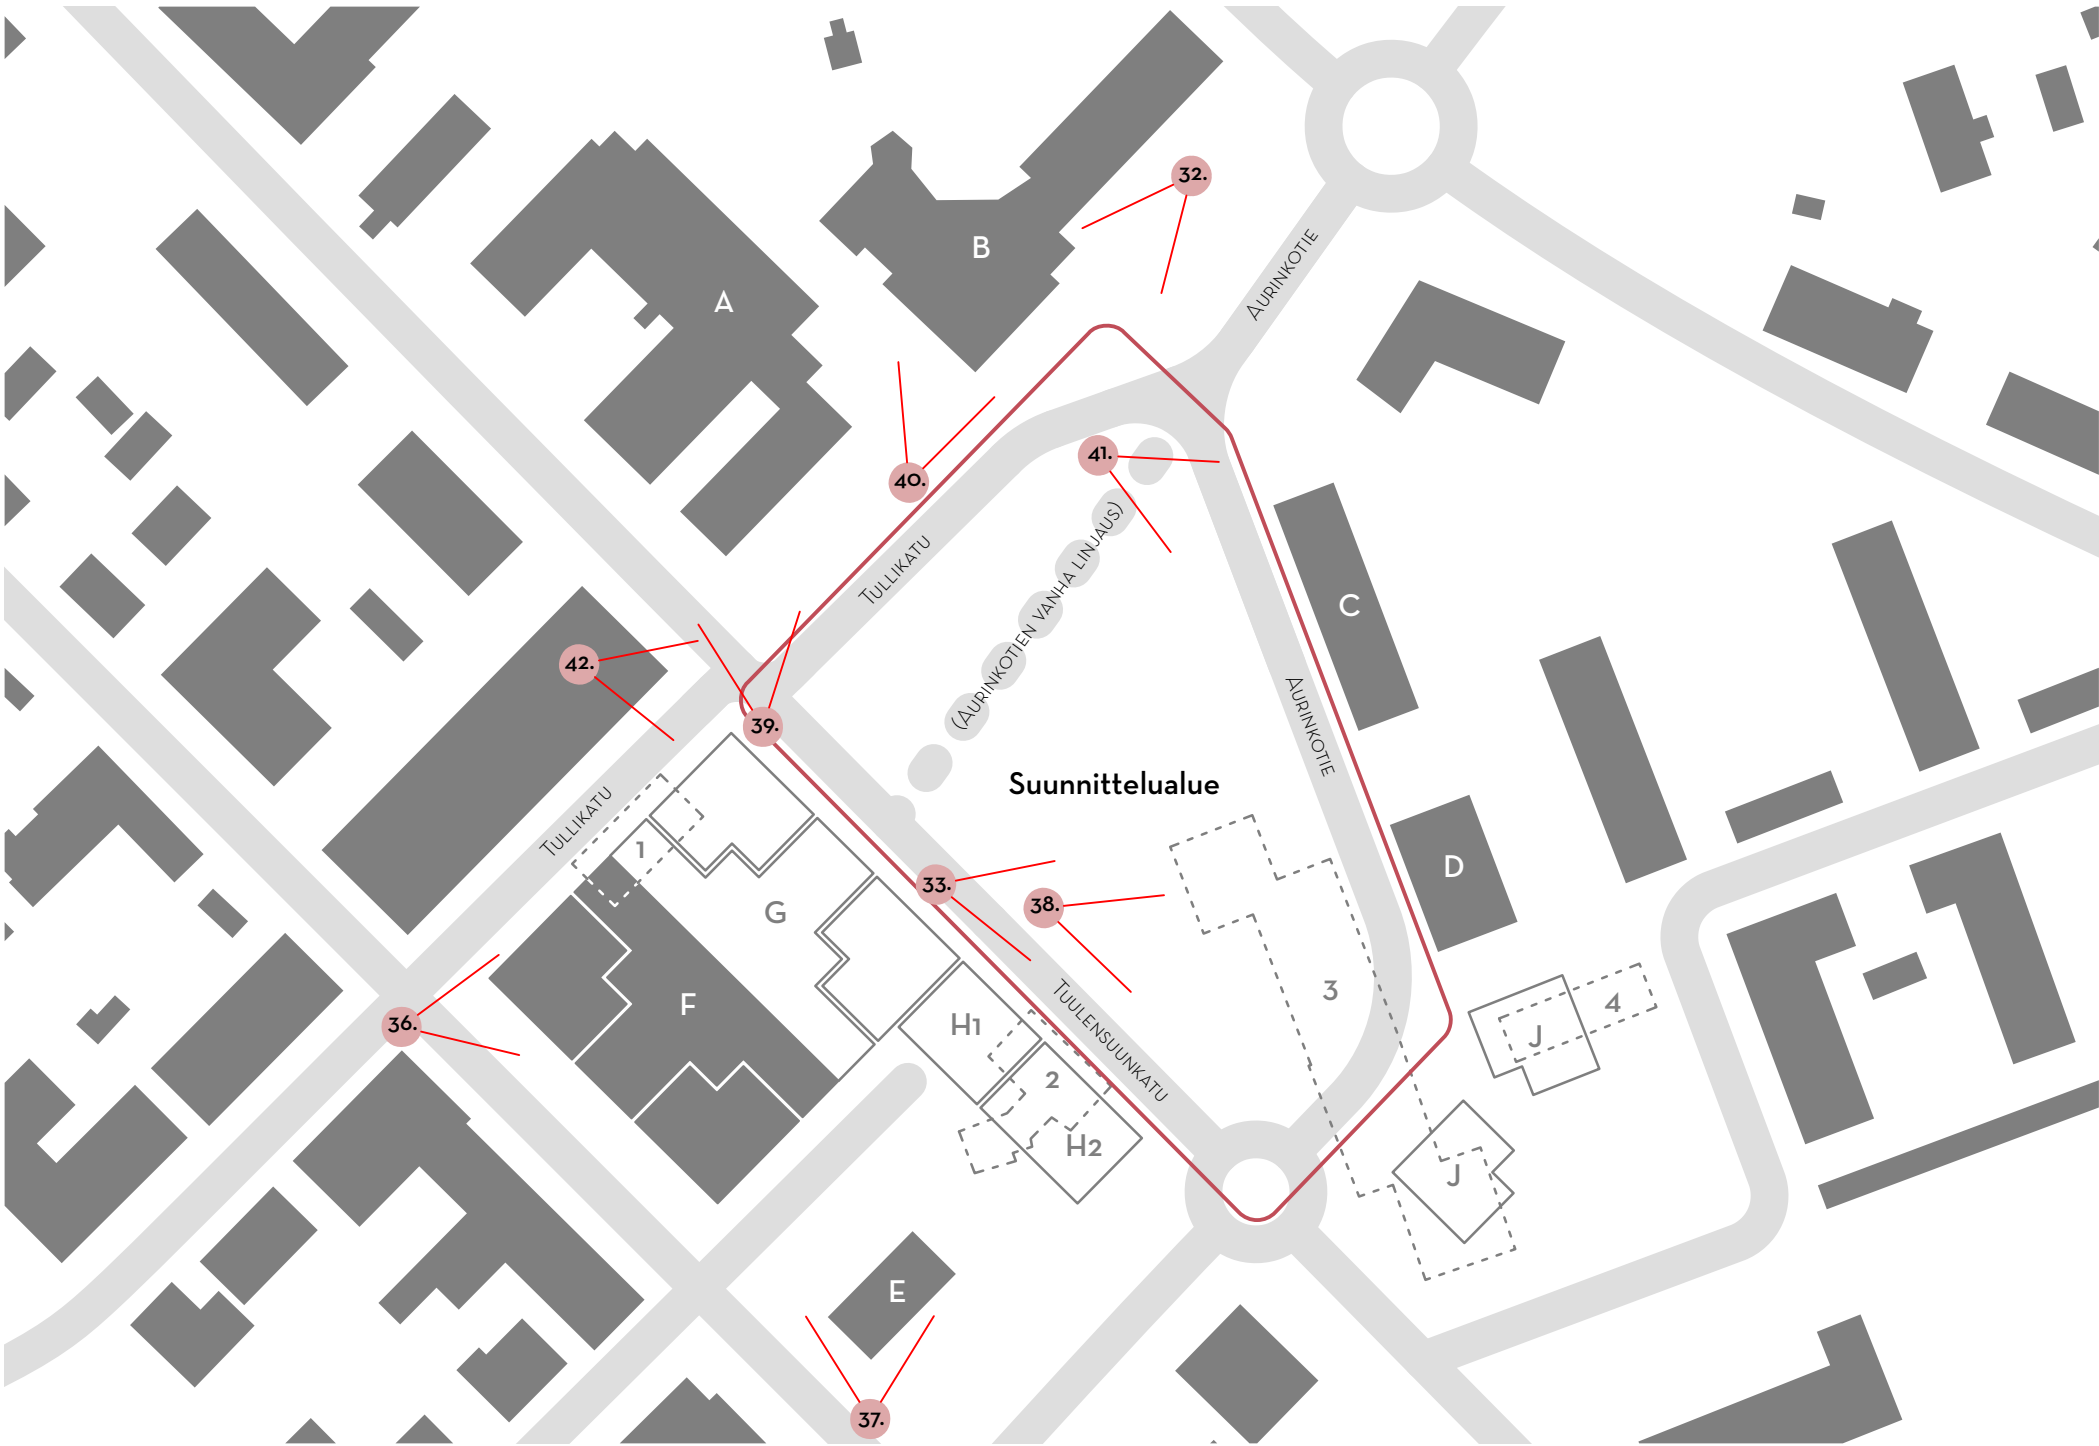 32.
Aurinkotie
B
A
41.
40.
(Aurinkotien vanha linjaus)
Tullikatu
C
42.
39.
Aurinkotie
Suunnittelualue
Tullikatu
1
D
33.
38.
G
3
4
F
36.
H1
J
Tuulensuunkatu
2
H2
J
E
37.